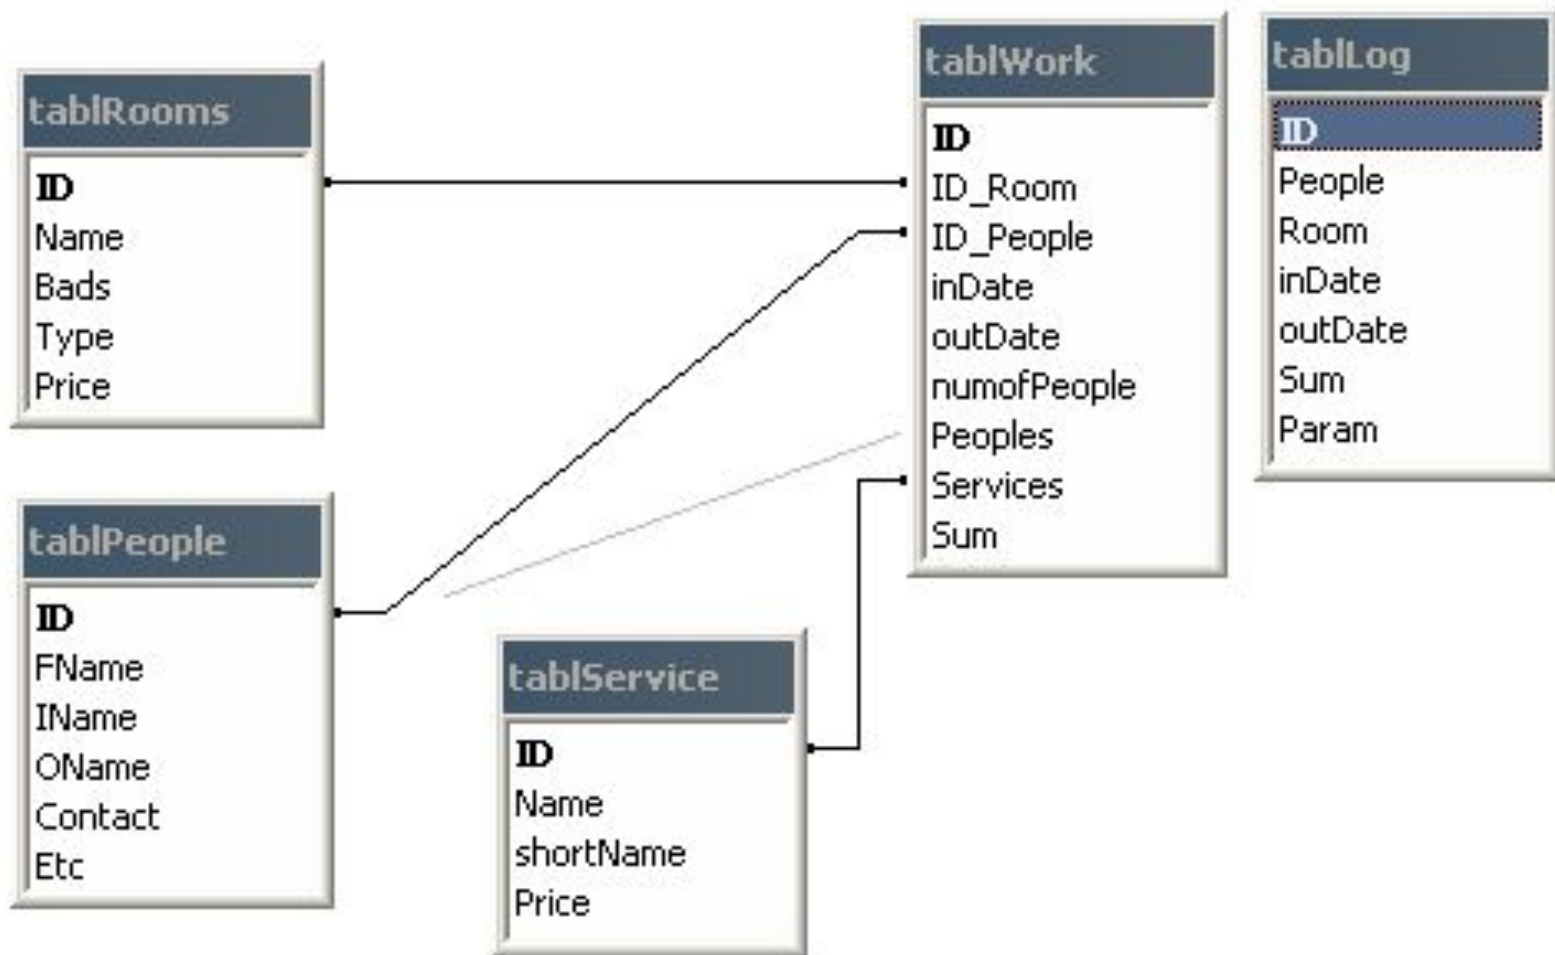 tablRooms
ID
Name
Bads
Type
Price
tablPeople
ID
FName
IName
OName
Contact
Etc
tablService
ID
Name
shortName
Price
tablWork
ID
ID_Room
ID_People
inDate
outDate
numofPeople
Peoples
Services
Sum
tablLog
ID
People
Room
inDate
outDate
Sum
Param